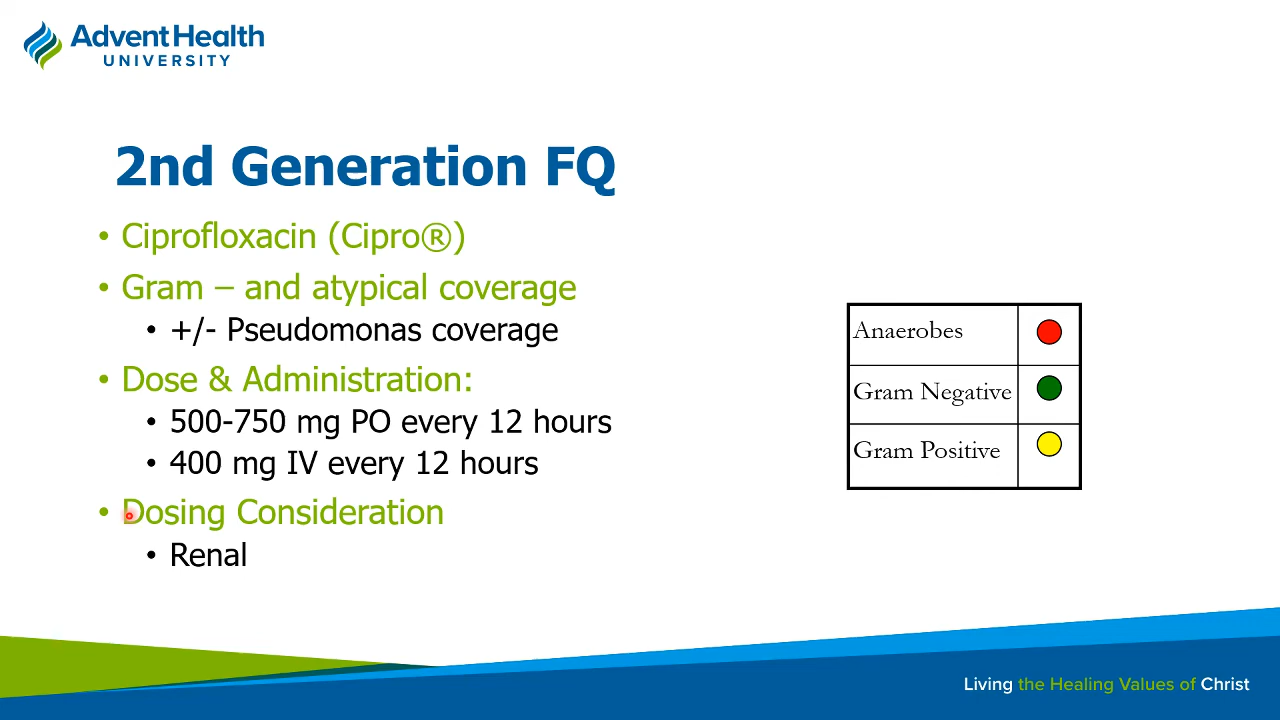 AdventHealth
UNIVERSITY
2nd Generation FQ
• Ciprofloxacin (Cipro®)
• Gram – and atypical coverage
• +/- Pseudomonas coverage
• Dose & Administration:
• 500-750 mg PO every 12 hours
• 400 mg IV every 12 hours
• Dosing Consideration
• Renal
Anaerobes
Gram Negative
Gram Positive
Living the Healing Values of Christ